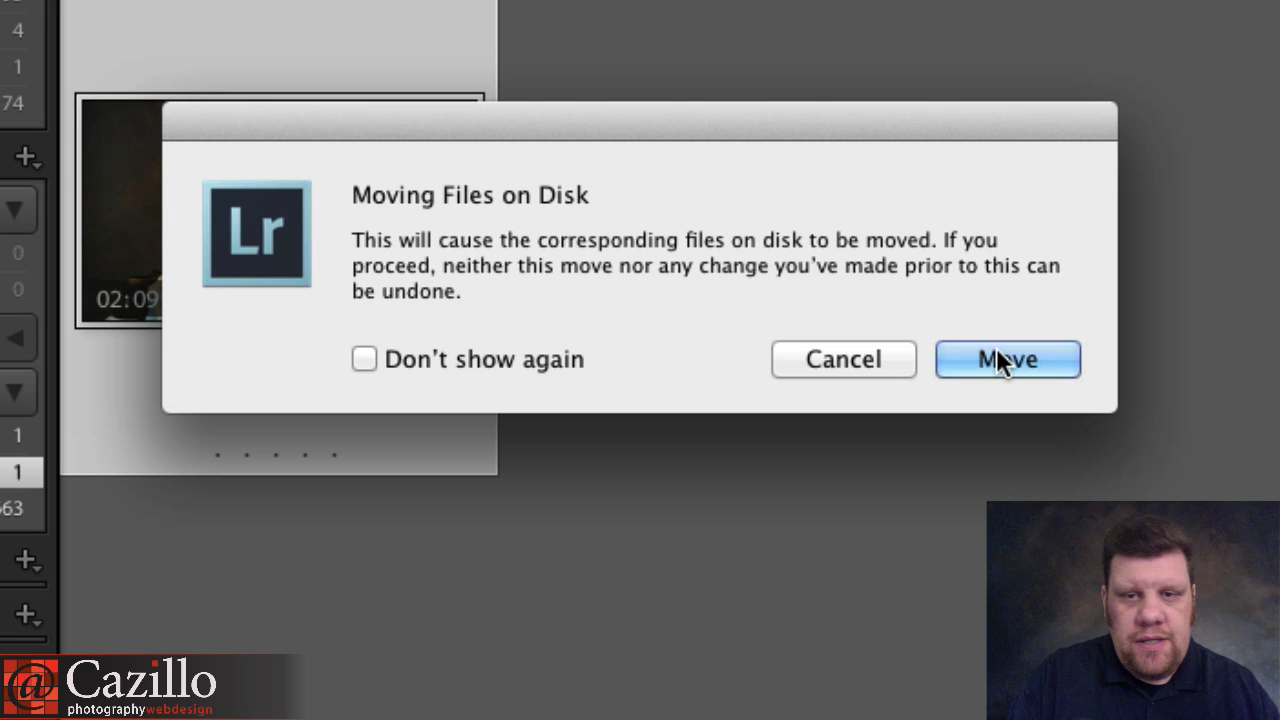 4
1
74
Moving Files on Disk
Lr
This will cause the corresponding files on disk to be moved. If you
proceed, neither this move nor any change you've made prior to this can
be undone.
0
0
02:09
Don't show again
Cancel
Move
1
1
563
@ Cazillo
photographywebdesign